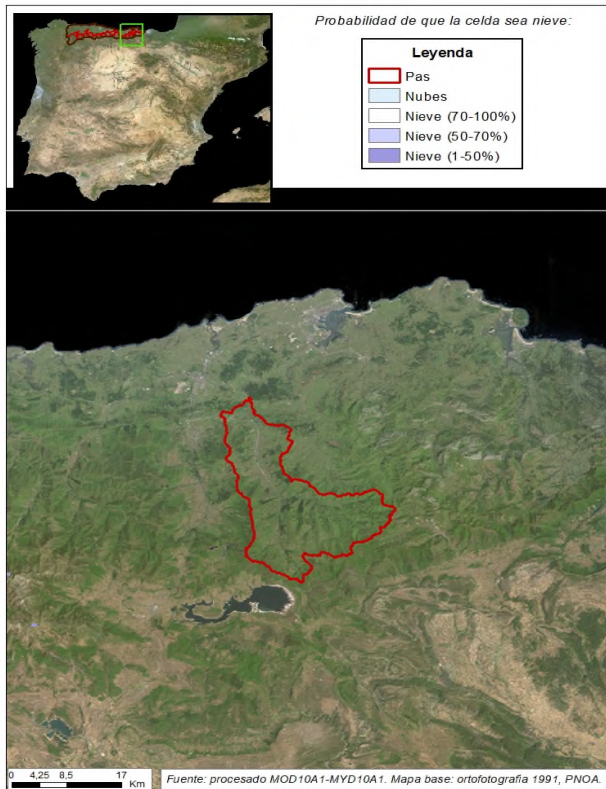 Probabilidad de que la celda sea nieve:
Leyenda
Pas
Nubes
Nieve (70-100%)
Nieve (50-70%)
Nieve (1-50%)
0 4,25 8,5 17
Km
Fuente: procesado MOD10A1-MYD10A1. Mapa base: ortofotografia 1991, PNOA.